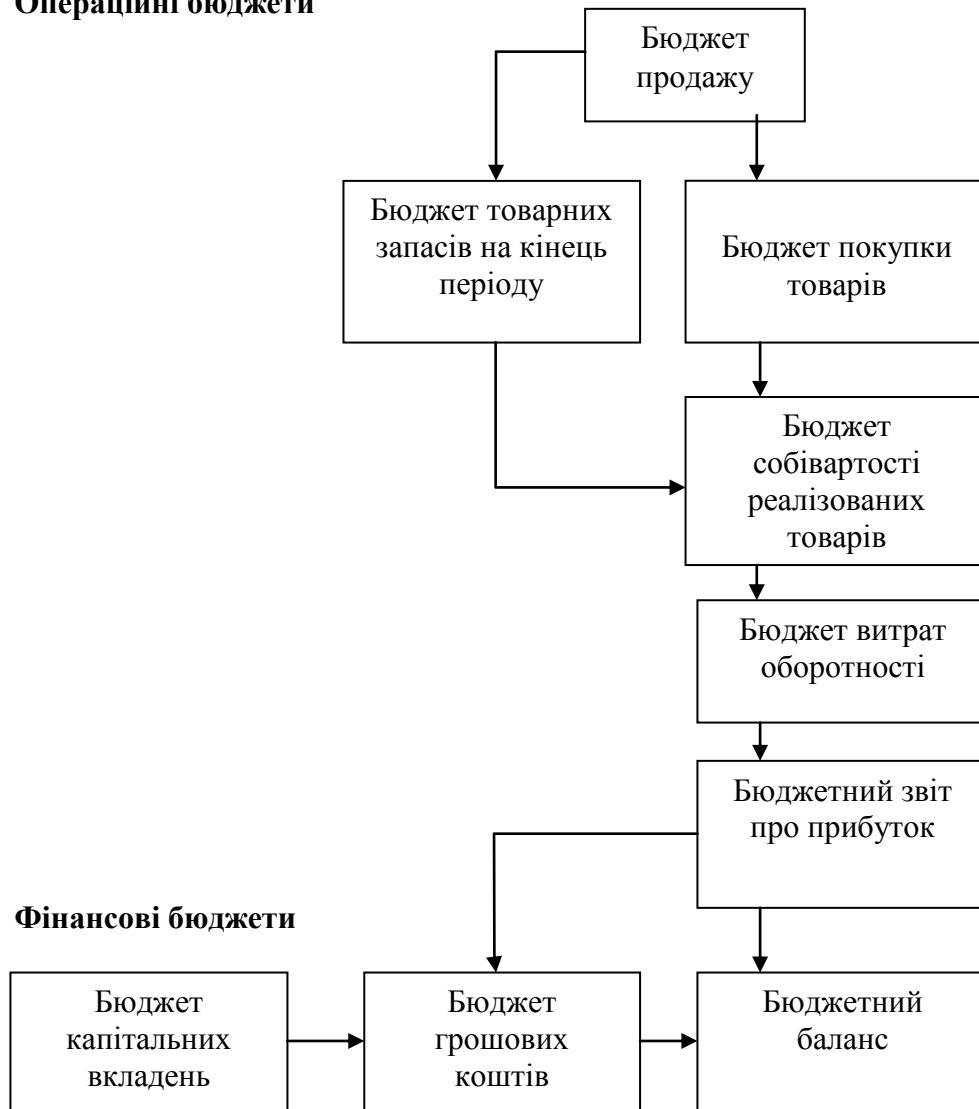 Операційні бюджети
Бюджет
продажу
Бюджет товарних
запасів на кінець
періоду
Бюджет покупки
товарів
Бюджет
собівартості
реалізованих
товарів
Бюджет витрат
оборотності
Бюджетний звіт
про прибуток
Фінансові бюджети
Бюджет
капітальних
вкладень
Бюджет
грошових
коштів
Бюджетний
баланс